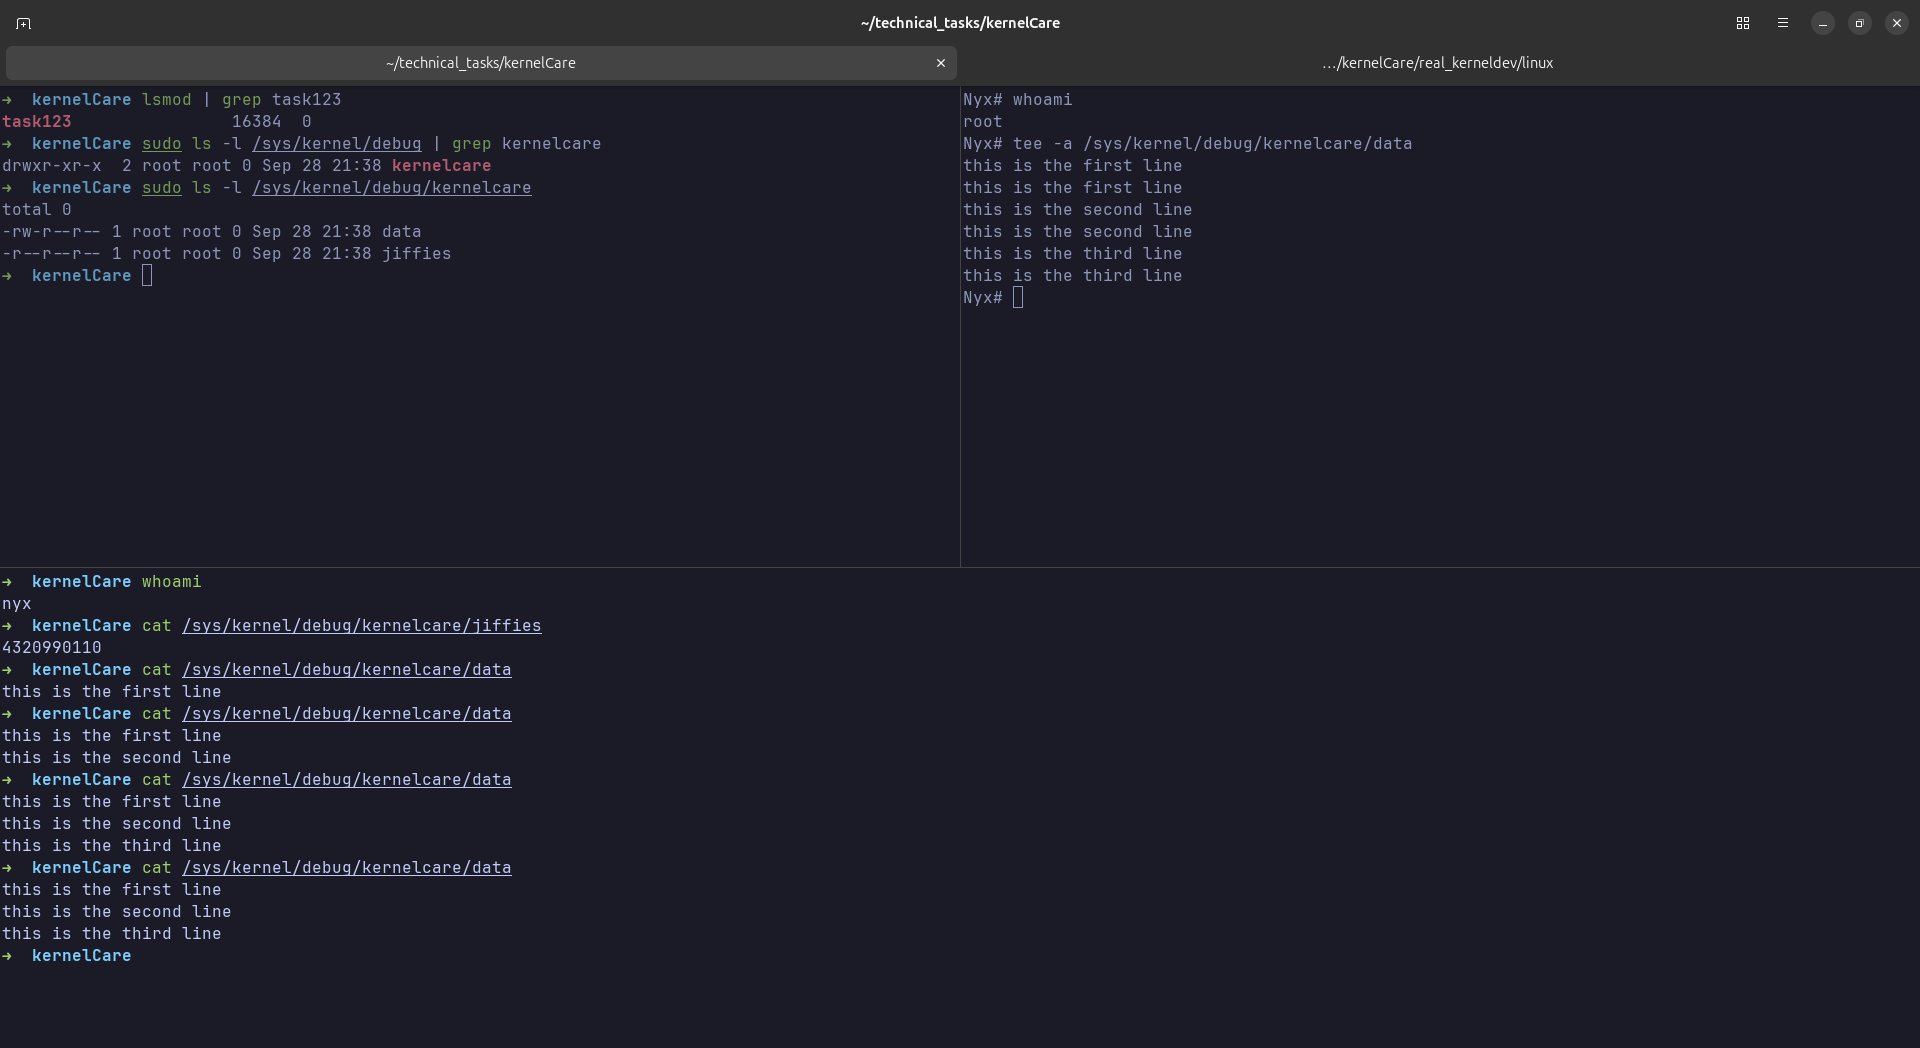 ~/technical_tasks/kernelCare
~/technical_tasks/kernelCare
…/kernelCare/real_kerneldev/linux
→  kernelCare lsmod | grep task123
task123                16384  0
→  kernelCare sudo ls -l /sys/kernel/debug | grep kernelcare
drwxr-xr-x  2 root root 0 Sep 28 21:38 kernelcare
→  kernelCare sudo ls -l /sys/kernel/debug/kernelcare
total 0
-rw-r--r-- 1 root root 0 Sep 28 21:38 data
-r--r--r-- 1 root root 0 Sep 28 21:38 jiffies
→  kernelCare
Nyx# whoami
root
Nyx# tee -a /sys/kernel/debug/kernelcare/data
this is the first line
this is the first line
this is the second line
this is the second line
this is the third line
this is the third line
Nyx#
→  kernelCare whoami
nyx
→  kernelCare cat /sys/kernel/debug/kernelcare/jiffies
4320990110
→  kernelCare cat /sys/kernel/debug/kernelcare/data
this is the first line
→  kernelCare cat /sys/kernel/debug/kernelcare/data
this is the first line
this is the second line
→  kernelCare cat /sys/kernel/debug/kernelcare/data
this is the first line
this is the second line
this is the third line
→  kernelCare cat /sys/kernel/debug/kernelcare/data
this is the first line
this is the second line
this is the third line
→  kernelCare